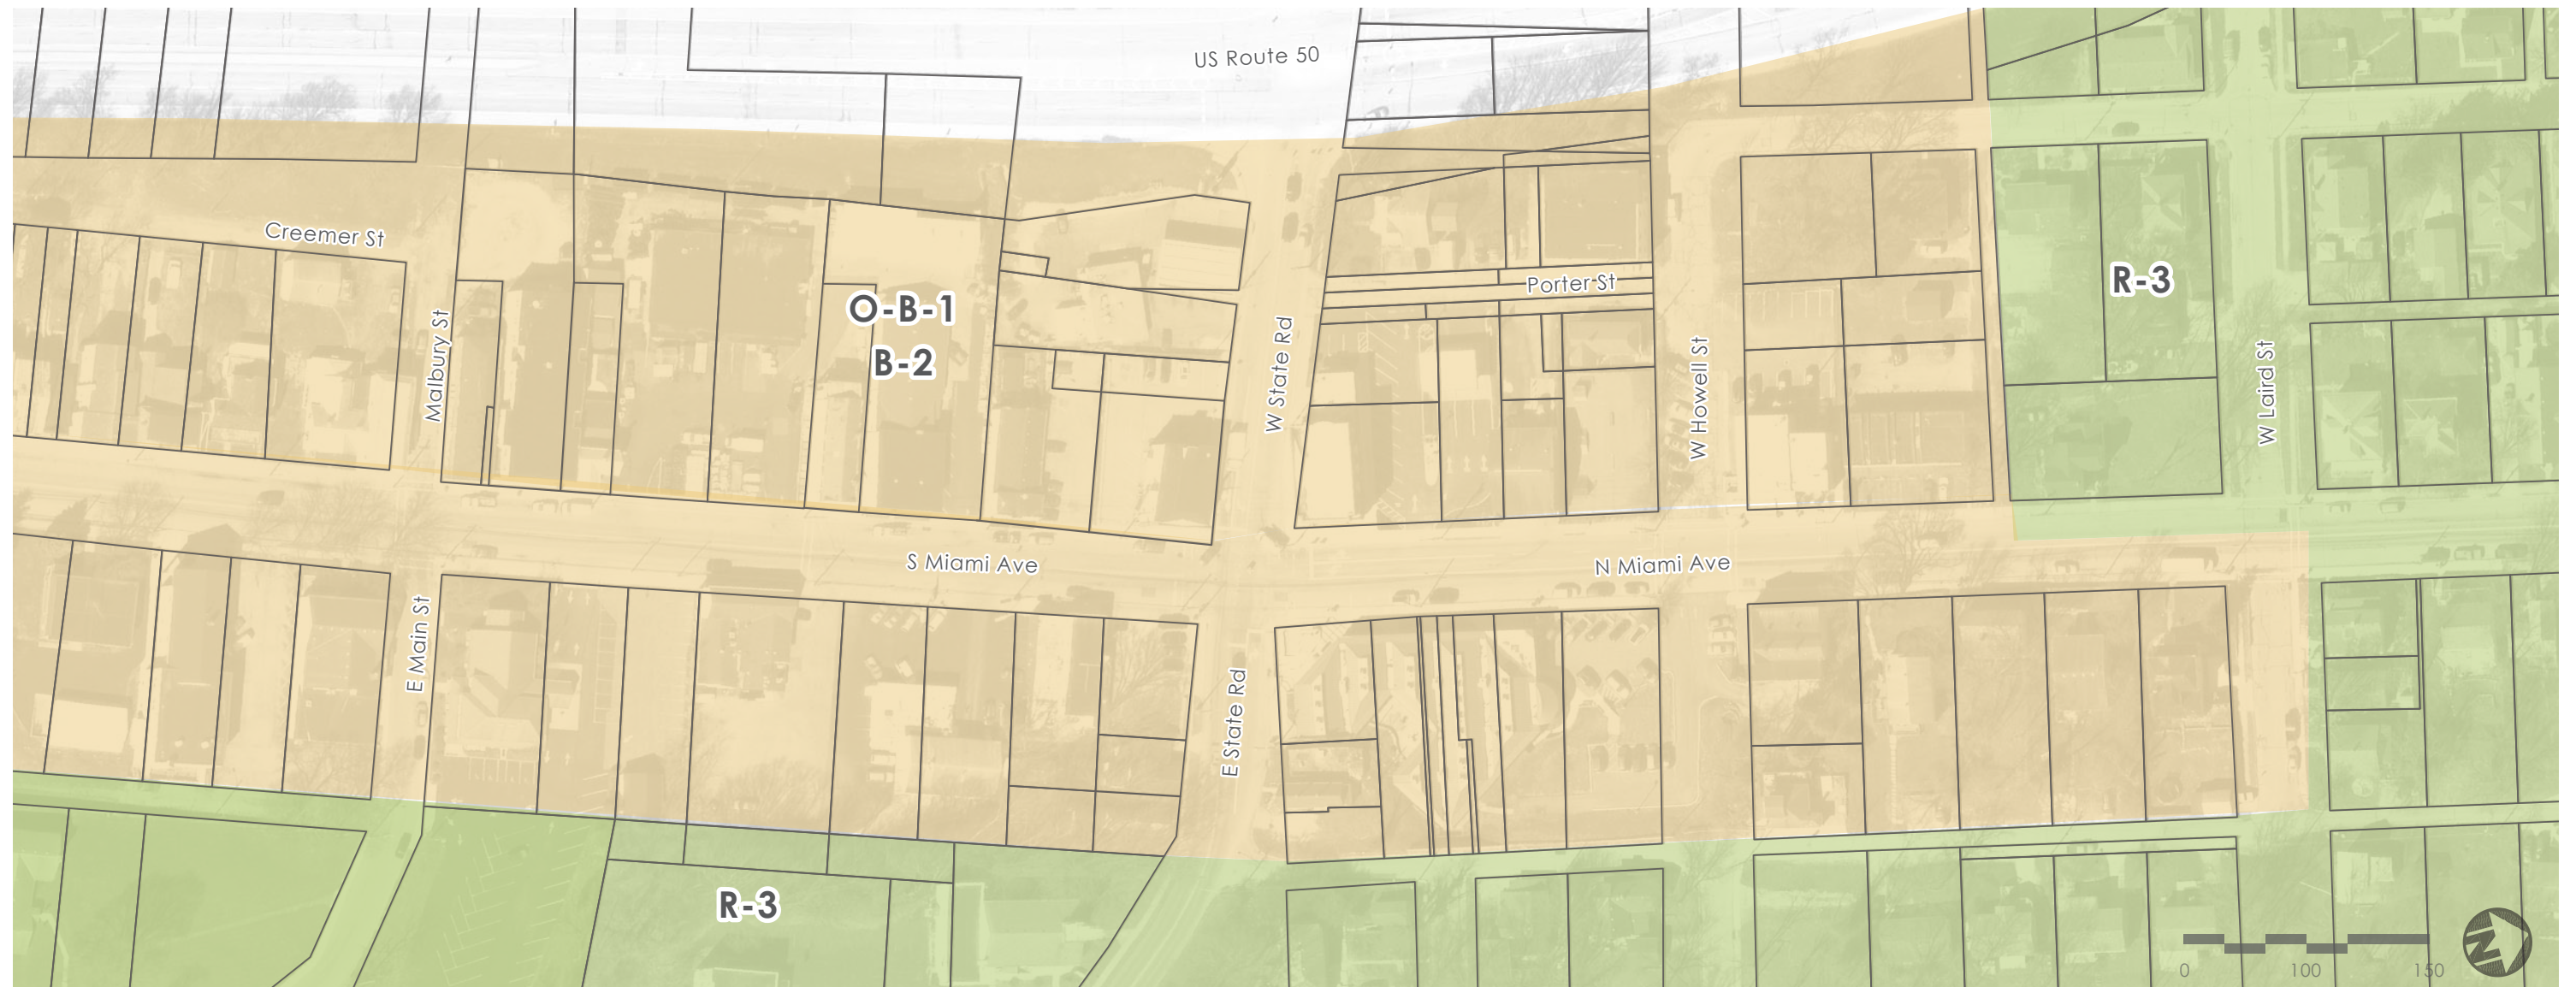 US Route 50
Creemer St
Malbury St
O-B-1
B-2
W State Rd
Porter St
W Howell St
R-3
W Laird St
S Miami Ave
N Miami Ave
E Main St
E State Rd
R-3
0 100 150
N